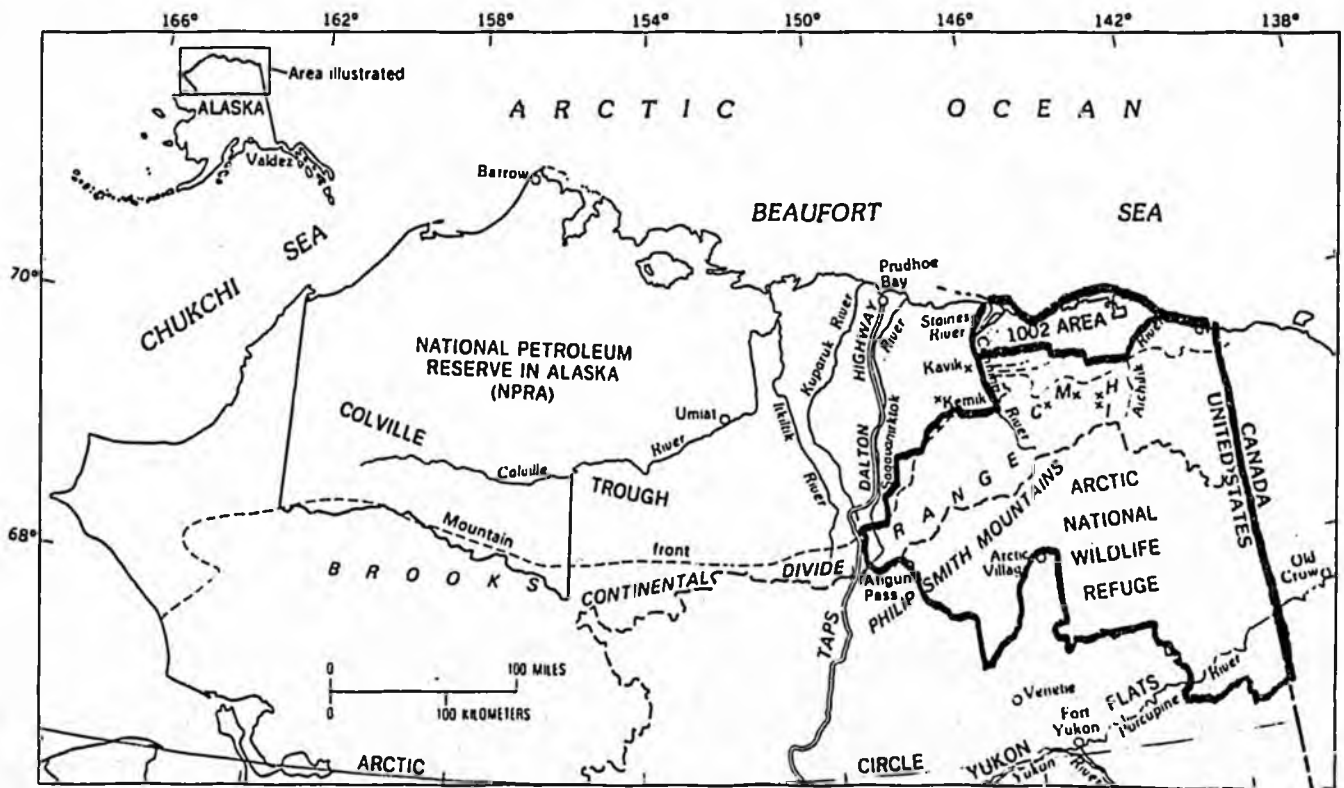 166° 162° 158° 154° 150° 146° 142° 138°
Area illustrated
ALASKA
Valdez
ARCTIC OCEAN
Barrow
BEAUFORT SEA
CHUKCHI SEA
70°
Prudhoe
Bay
Staines
River
1002 AREA
River
Kuparuk River
HIGHWAY
River
NATIONAL PETROLEUM
RESERVE IN ALASKA
(NPRA)
Kavik
Kemik
C M H
Aichilik
River
Umiat
Itkillik
River
DALTON
COLVILLE
TROUGH
Colville
River
CANADA
UNITED STATES
68°
Mountain
front
BROOKS
RANGE
CONTINENTAL
DIVIDE
PHILIP SMITH MOUNTAINS
ARCTIC
NATIONAL
WILDLIFE
REFUGE
Arctic
Village
Old
Crow
Atigun
Pass
TAPS
0 100 MILES
0 100 KILOMETERS
Venetie
Fort
Yukon
YUKON FLATS
Porcupine River
Yukon River
ARCTIC CIRCLE